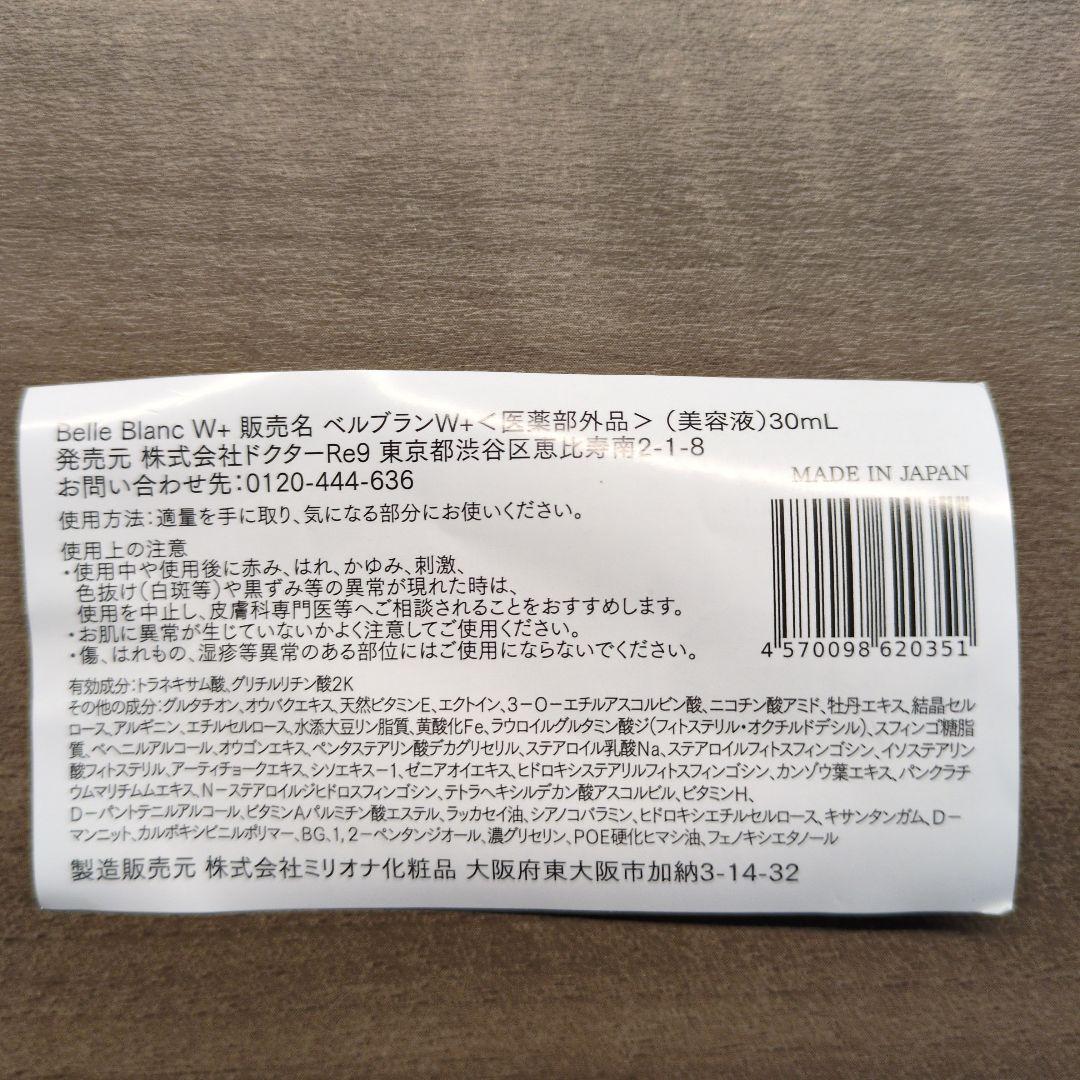 Belle Blanc W+ 販売名 ベルブランW+＜医薬部外品＞（美容液）30mL
発売元 株式会社ドクターRe9 東京都渋谷区恵比寿南2-1-8
お問い合わせ先：0120-444-636
MADE IN JAPAN
使用方法：適量を手に取り、気になる部分にお使いください。
使用上の注意
・使用中や使用後に赤み、はれ、かゆみ、刺激、
色抜け（白斑等）や黒ずみ等の異常が現れた時は、
使用を中止し、皮膚科専門医等へご相談されることをおすすめします。
・お肌に異常が生じていないかよく注意してご使用ください。
・傷、はれもの、湿疹等異常のある部位にはご使用にならないでください。
4 570098 620351
有効成分：トラネキサム酸、グリチルリチン酸2K
その他の成分：グルタチオン、オウバクエキス、天然ビタミンE、エクトイン、3-O-エチルアスコルビン酸、ニコチン酸アミド、牡丹エキス、結晶セル
ロース、アルギニン、エチルセルロース、水添大豆リン脂質、黄酸化Fe、ラウロイルグルタミン酸ジ（フィトステリル・オクチルドデシル）、スフィンゴ糖脂
質、ベヘニルアルコール、オウゴンエキス、ペンタステアリン酸デカグリセリル、ステアロイル乳酸Na、ステアロイルフィトスフィンゴシン、イソステアリン
酸フィトステリル、アーティチョークエキス、シソエキス-1、ゼニアオイエキス、ヒドロキシステアリルフィトスフィンゴシン、カンゾウ葉エキス、パンクラチ
ウムマリチムムエキス、N-ステアロイルジヒドロスフィンゴシン、テトラヘキシルデカン酸アスコルビル、ビタミンH、
D-パントテニルアルコール、ビタミンAパルミチン酸エステル、ラッカセイ油、シアノコバラミン、ヒドロキシエチルセルロース、キサンタンガム、D-
マンニット、カルボキシビニルポリマー、BG、1,2-ペンタンジオール、濃グリセリン、POE硬化ヒマシ油、フェノキシエタノール
製造販売元 株式会社ミリオナ化粧品 大阪府東大阪市加納3-14-32